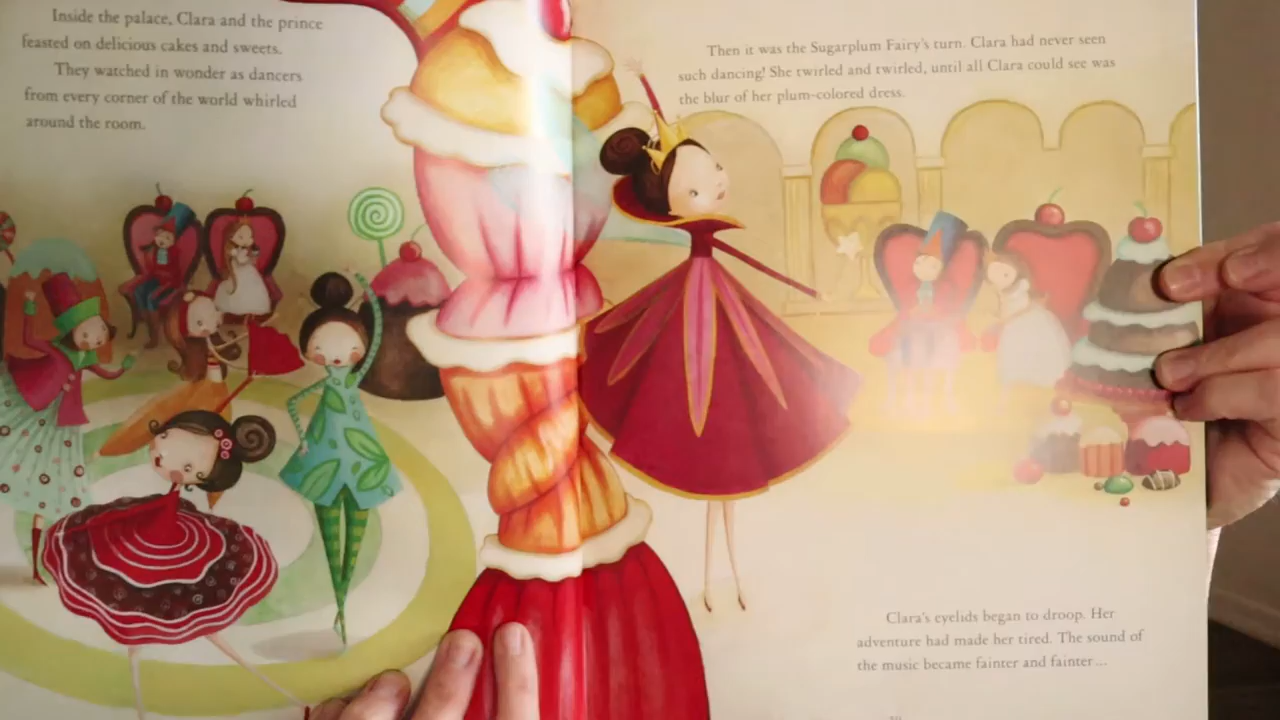 Inside the palace, Clara and the prince
feasted on delicious cakes and sweets.
They watched in wonder as dancers
from every corner of the world whirled
around the room.
Then it was the Sugarplum Fairy's turn. Clara had never seen
such dancing! She twirled and twirled, until all Clara could see was
the blur of her plum-colored dress.
Clara's eyelids began to droop. Her
adventure had made her tired. The sound of
the music became fainter and fainter...